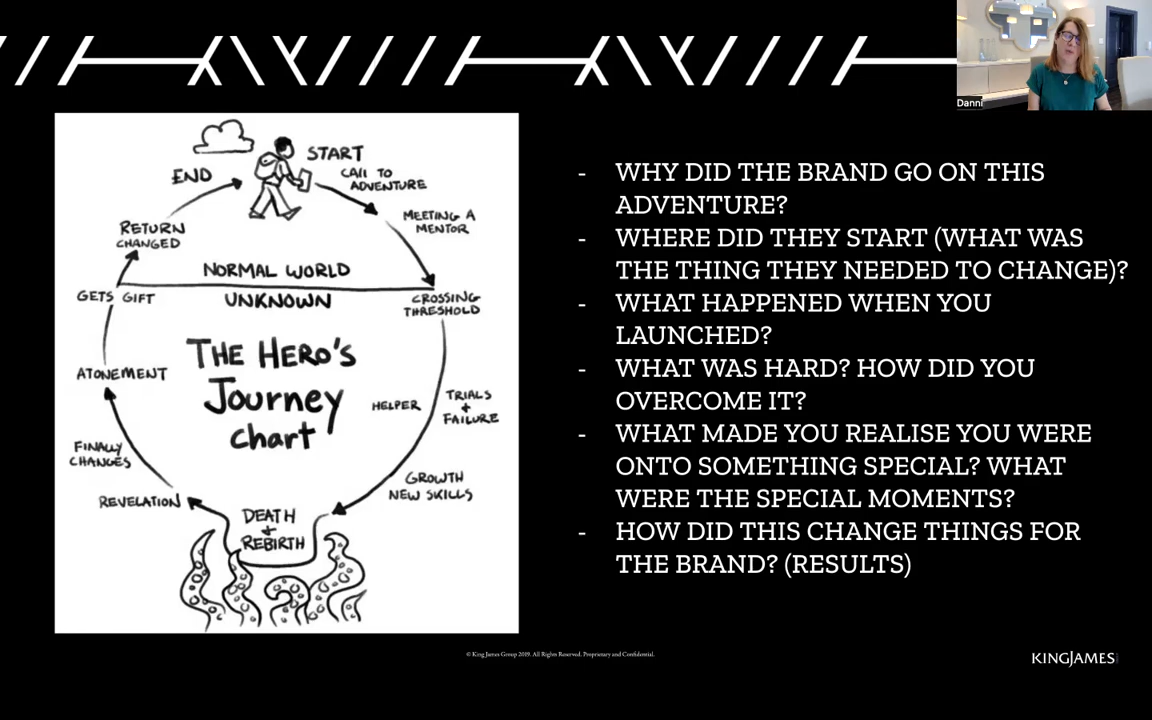 Danni
START
CALL TO
ADVENTURE
MEETING A
MENTOR
CROSSING
THRESHOLD
TRIALS
+
FAILURE
HELPER
GROWTH
NEW SKILLS
DEATH
+
REBIRTH
REVELATION
FINALLY
CHANGES
ATONEMENT
GETS GIFT
RETURN
CHANGED
END
NORMAL WORLD
UNKNOWN
THE HERO'S
Journey
chart
- WHY DID THE BRAND GO ON THIS
ADVENTURE?
- WHERE DID THEY START (WHAT WAS
THE THING THEY NEEDED TO CHANGE)?
- WHAT HAPPENED WHEN YOU
LAUNCHED?
- WHAT WAS HARD? HOW DID YOU
OVERCOME IT?
- WHAT MADE YOU REALISE YOU WERE
ONTO SOMETHING SPECIAL? WHAT
WERE THE SPECIAL MOMENTS?
- HOW DID THIS CHANGE THINGS FOR
THE BRAND? (RESULTS)
© King James Group 2019. All Rights Reserved. Proprietary and Confidential.
KINGJAMES